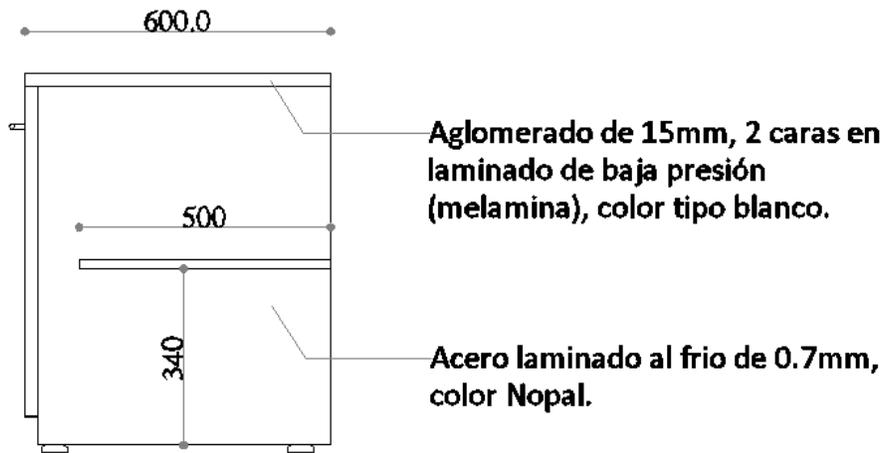 600.0
Aglomerado de 15mm, 2 caras en
laminado de baja presión
(melamina), color tipo blanco.
500
340
Acero laminado al frio de 0.7mm,
color Nopal.